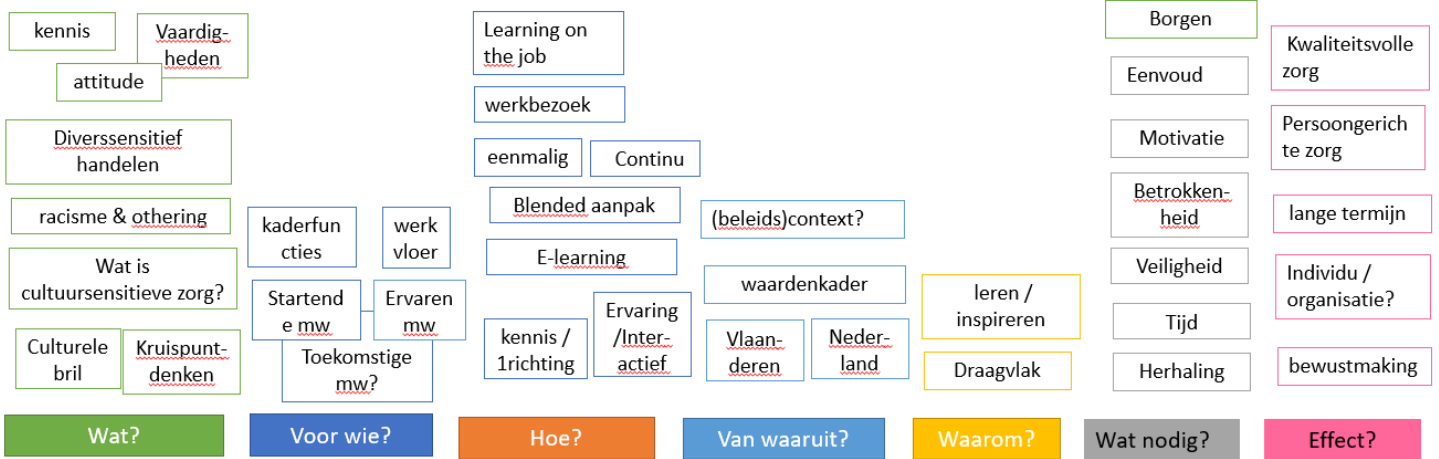 kennis
Vaardig-
heden
attitude
Diverssensitief
handelen
racisme & othering
Wat is
cultuursensitieve zorg?
Culturele
bril
Kruispunt-
denken
Wat?
kaderfun
cties
werk
vloer
Startend
e mw
Ervaren
mw
Toekomstige
mw?
Voor wie?
Learning on
the job
werkbezoek
eenmalig
Continu
Blended aanpak
E-learning
kennis /
1richting
Ervaring
/Inter-
actief
Hoe?
(beleids)context?
waardenkader
Vlaan-
deren
Neder-
land
Van waaruit?
leren /
inspireren
Draagvlak
Waarom?
Borgen
Eenvoud
Motivatie
Betrokken-
heid
Veiligheid
Tijd
Herhaling
Wat nodig?
Kwaliteitsvolle
zorg
Persoongerich
te zorg
lange termijn
Individu /
organisatie?
bewustmaking
Effect?